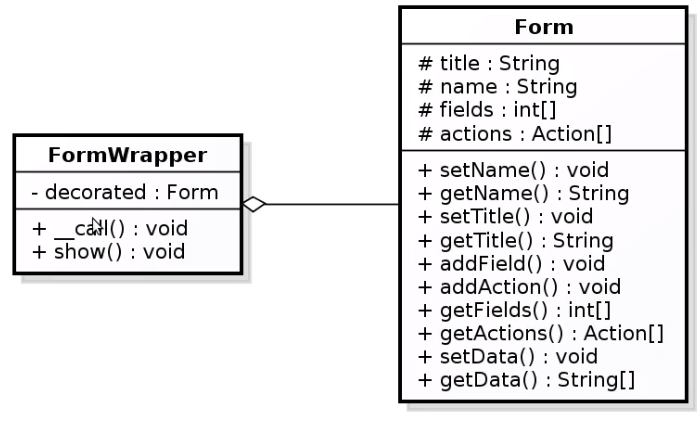 FormWrapper
- decorated : Form
+ __call() : void
+ show() : void
Form
# title : String
# name : String
# fields : int[]
# actions : Action[]
+ setName() : void
+ getName() : String
+ setTitle() : void
+ getTitle() : String
+ addField() : void
+ addAction() : void
+ getFields() : int[]
+ getActions() : Action[]
+ setData() : void
+ getData() : String[]